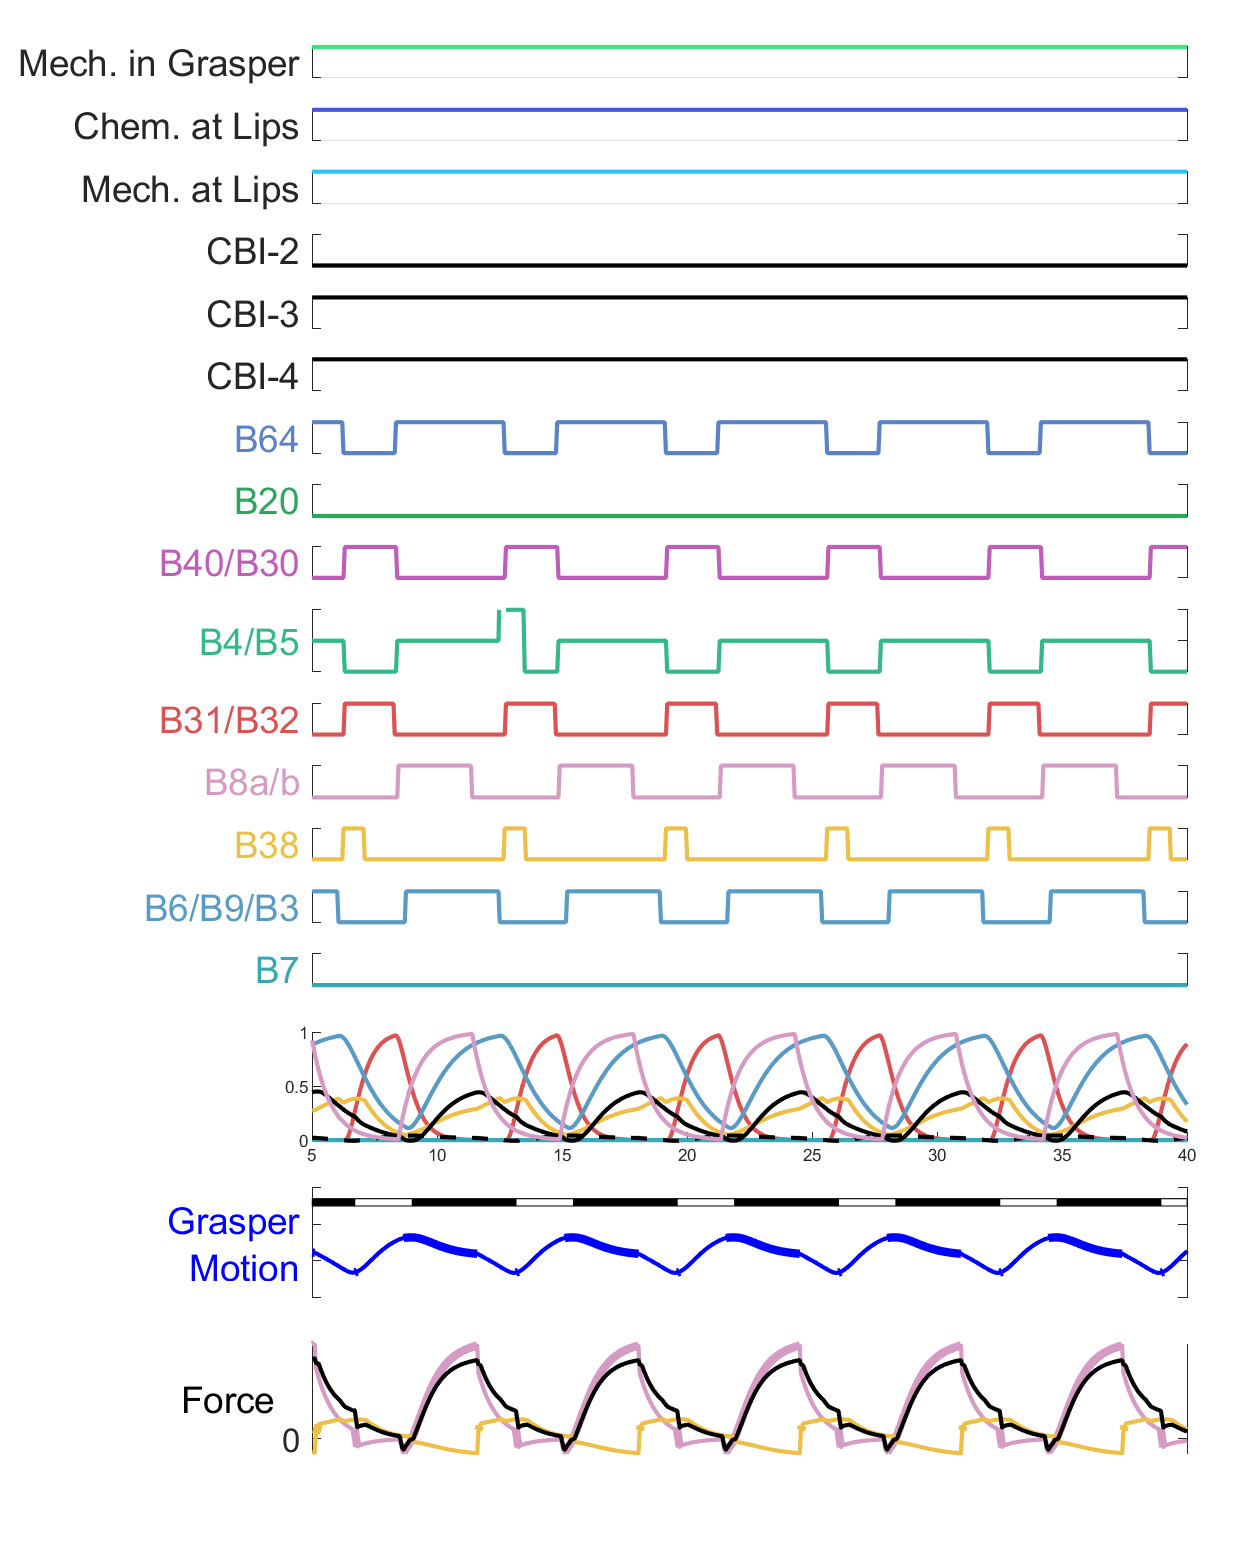 Mech. in Grasper
Chem. at Lips
Mech. at Lips
CBI-2
CBI-3
CBI-4
B64
B20
B40/B30
B4/B5
B31/B32
B8a/b
B38
B6/B9/B3
B7
1
0.5
0
5 10 15 20 25 30 35 40
Grasper
Motion
Force
0